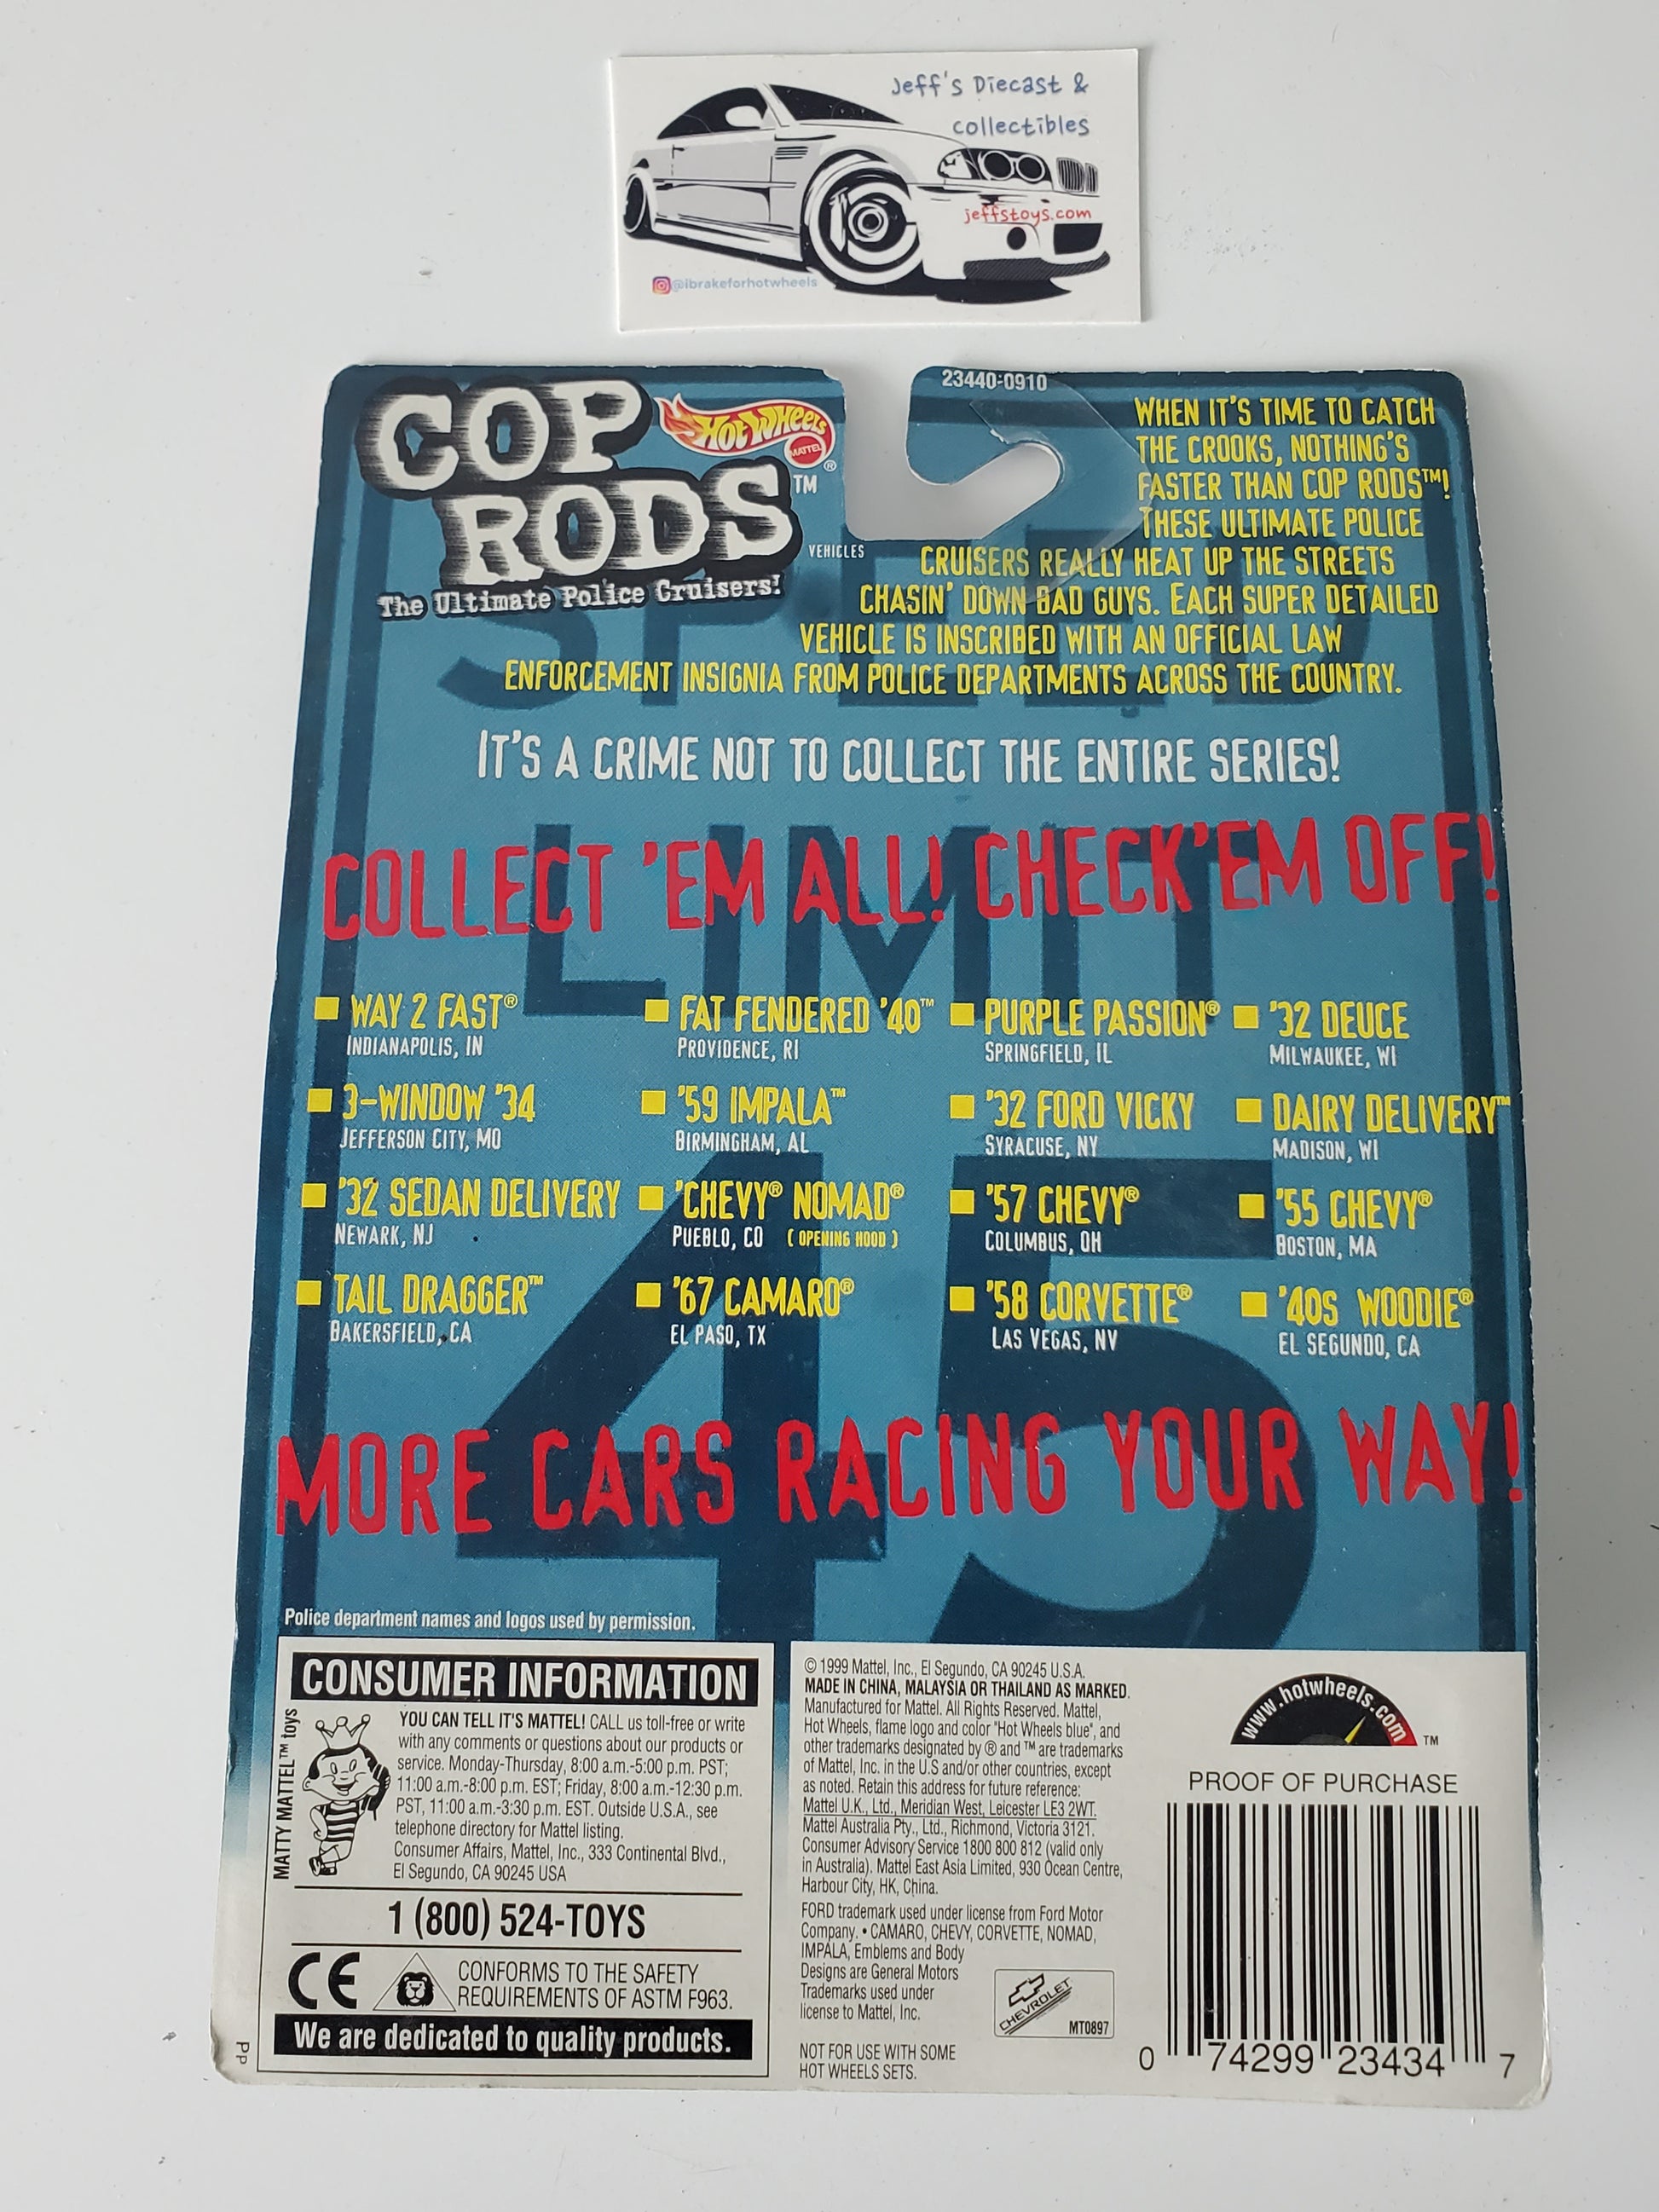 Jeff's Diecast &
collectibles
jeffstoys.com
@ibrakeforhotwheels
23440-0910
COP
RODS™
VEHICLES
The Ultimate Police Cruisers!
Hot Wheels
MATTEL
®
WHEN IT'S TIME TO CATCH
THE CROOKS, NOTHING'S
FASTER THAN COP RODS™!
THESE ULTIMATE POLICE
CRUISERS REALLY HEAT UP THE STREETS
CHASIN' DOWN BAD GUYS. EACH SUPER DETAILED
VEHICLE IS INSCRIBED WITH AN OFFICIAL LAW
ENFORCEMENT INSIGNIA FROM POLICE DEPARTMENTS ACROSS THE COUNTRY.
SPEED
IT'S A CRIME NOT TO COLLECT THE ENTIRE SERIES!
COLLECT 'EM ALL! CHECK 'EM OFF!
LIMIT
WAY 2 FAST®
INDIANAPOLIS, IN
FAT FENDERED '40™
PROVIDENCE, RI
PURPLE PASSION®
SPRINGFIELD, IL
'32 DEUCE
MILWAUKEE, WI
3-WINDOW '34
JEFFERSON CITY, MO
'59 IMPALA™
BIRMINGHAM, AL
'32 FORD VICKY
SYRACUSE, NY
DAIRY DELIVERY™
MADISON, WI
'32 SEDAN DELIVERY
NEWARK, NJ
'CHEVY® NOMAD®
PUEBLO, CO (OPENING HOOD)
'57 CHEVY®
COLUMBUS, OH
'55 CHEVY®
BOSTON, MA
TAIL DRAGGER™
BAKERSFIELD, CA
'67 CAMARO®
EL PASO, TX
'58 CORVETTE®
LAS VEGAS, NV
'40S WOODIE®
EL SEGUNDO, CA
45
MORE CARS RACING YOUR WAY!
Police department names and logos used by permission.
CONSUMER INFORMATION
MATTY MATTEL™ toys
YOU CAN TELL IT'S MATTEL! CALL us toll-free or write
with any comments or questions about our products or
service. Monday-Thursday, 8:00 a.m.-5:00 p.m. PST;
11:00 a.m.-8:00 p.m. EST; Friday, 8:00 a.m.-12:30 p.m.
PST, 11:00 a.m.-3:30 p.m. EST. Outside U.S.A., see
telephone directory for Mattel listing.
Consumer Affairs, Mattel, Inc., 333 Continental Blvd.,
El Segundo, CA 90245 USA
1 (800) 524-TOYS
CE
CONFORMS TO THE SAFETY
REQUIREMENTS OF ASTM F963.
We are dedicated to quality products.
PP
© 1999 Mattel, Inc., El Segundo, CA 90245 U.S.A.
MADE IN CHINA, MALAYSIA OR THAILAND AS MARKED.
Manufactured for Mattel. All Rights Reserved. Mattel,
Hot Wheels, flame logo and color "Hot Wheels blue", and
other trademarks designated by ® and ™ are trademarks
of Mattel, Inc. in the U.S and/or other countries, except
as noted. Retain this address for future reference:
Mattel U.K., Ltd., Meridian West, Leicester LE3 2WT.
Mattel Australia Pty., Ltd., Richmond, Victoria 3121.
Consumer Advisory Service 1800 800 812 (valid only
in Australia). Mattel East Asia Limited, 930 Ocean Centre,
Harbour City, HK, China.
FORD trademark used under license from Ford Motor
Company. • CAMARO, CHEVY, CORVETTE, NOMAD,
IMPALA, Emblems and Body
Designs are General Motors
Trademarks used under
license to Mattel, Inc.
CHEVROLET
MT0897
NOT FOR USE WITH SOME
HOT WHEELS SETS.
www.hotwheels.com™
PROOF OF PURCHASE
0 74299 23434 7